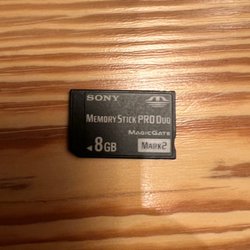 SONY
MEMORY STICK PRO DUO
MAGICGATE
8GB
MARK2